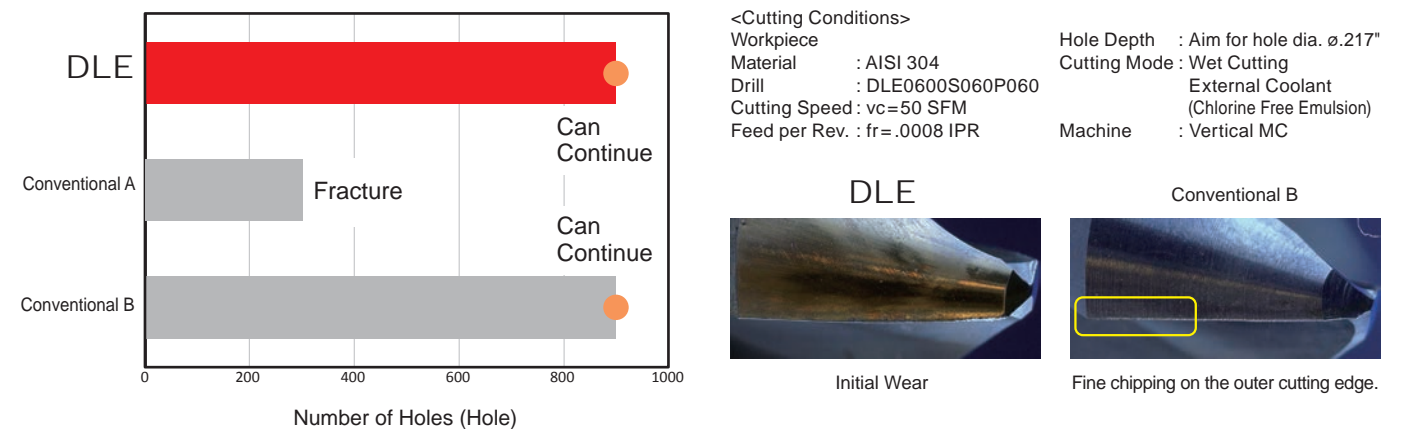 DLE
Can
Continue
Conventional A
Fracture
Can
Continue
Conventional B
0 200 400 600 800 1000
Number of Holes (Hole)
<Cutting Conditions>
Workpiece
Material : AISI 304
Drill : DLE0600S060P060
Cutting Speed : vc=50 SFM
Feed per Rev. : fr=.0008 IPR
Hole Depth : Aim for hole dia. ø.217"
Cutting Mode : Wet Cutting
External Coolant
(Chlorine Free Emulsion)
Machine : Vertical MC
DLE
Initial Wear
Conventional B
Fine chipping on the outer cutting edge.